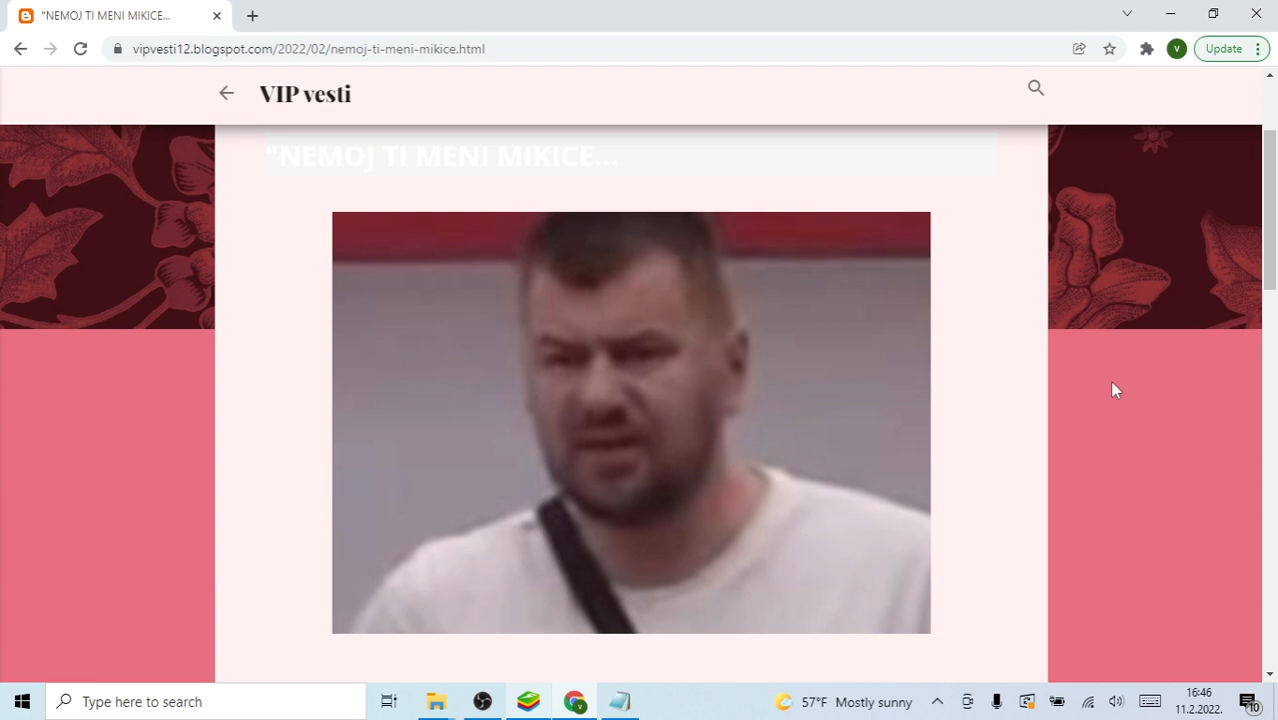 "NEMOJ TI MENI MIKICE...
vipvesti12.blogspot.com/2022/02/nemoj-ti-meni-mikice.html
V
Update
VIP vesti
"NEMOJ TI MENI MIKICE...
Type here to search
V
57°F Mostly sunny
16:46
11.2.2022.
10